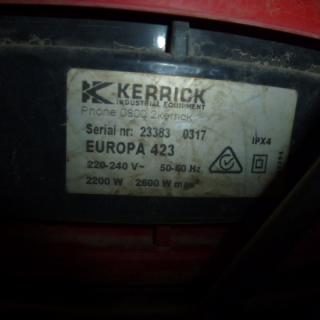 KERRICK
INDUSTRIAL EQUIPMENT
Phone 0800 2kerrick
Serial nr: 23383 0317
EUROPA 423
IPX4
220-240 V~ 50-60 Hz
2200 W 2600 W max